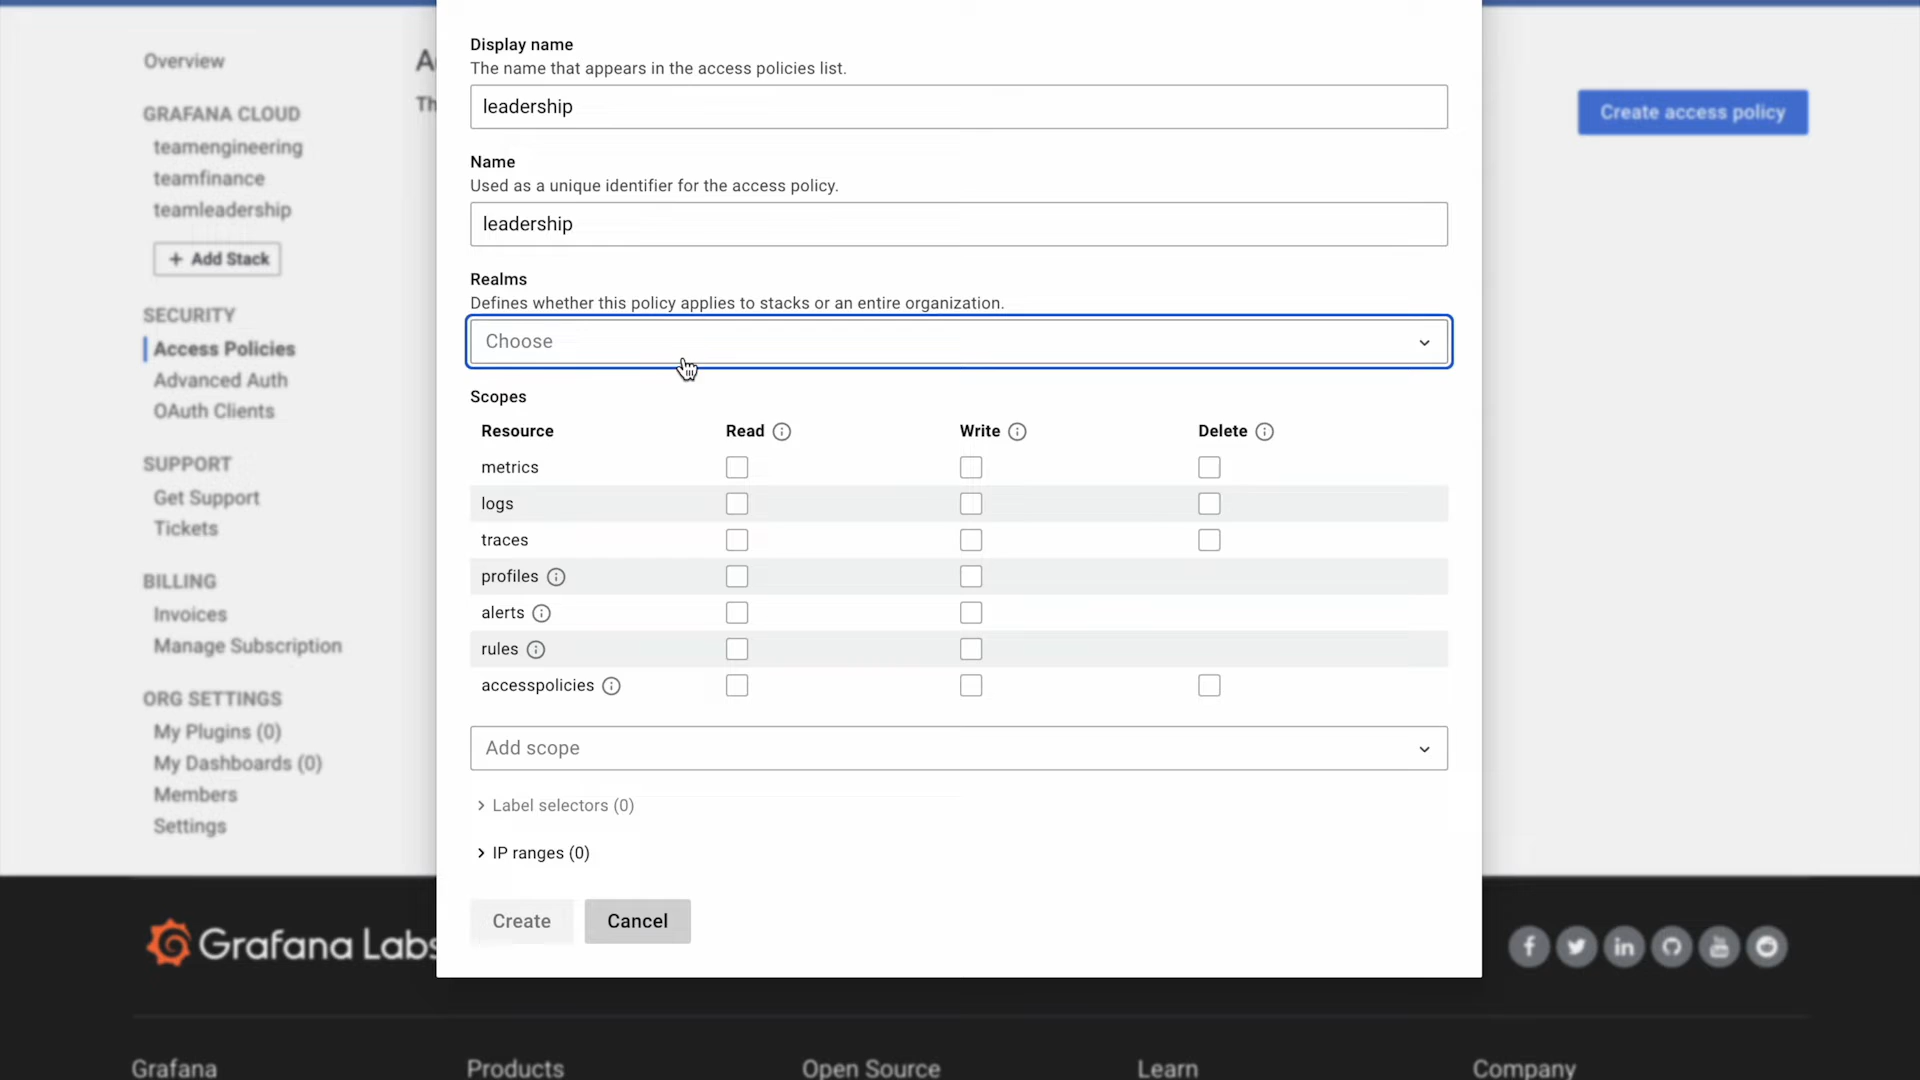 Overview
GRAFANA CLOUD
teamengineering
teamfinance
teamleadership
+ Add Stack
SECURITY
Access Policies
Advanced Auth
OAuth Clients
SUPPORT
Get Support
Tickets
BILLING
Invoices
Manage Subscription
ORG SETTINGS
My Plugins (0)
My Dashboards (0)
Members
Settings
A
Th
Create access policy
Display name
The name that appears in the access policies list.
leadership
Name
Used as a unique identifier for the access policy.
leadership
Realms
Defines whether this policy applies to stacks or an entire organization.
Choose
Scopes
Resource Read Write Delete
metrics
logs
traces
profiles
alerts
rules
accesspolicies
Add scope
Label selectors (0)
IP ranges (0)
Create Cancel
Grafana Labs
Grafana Products Open Source Learn Company